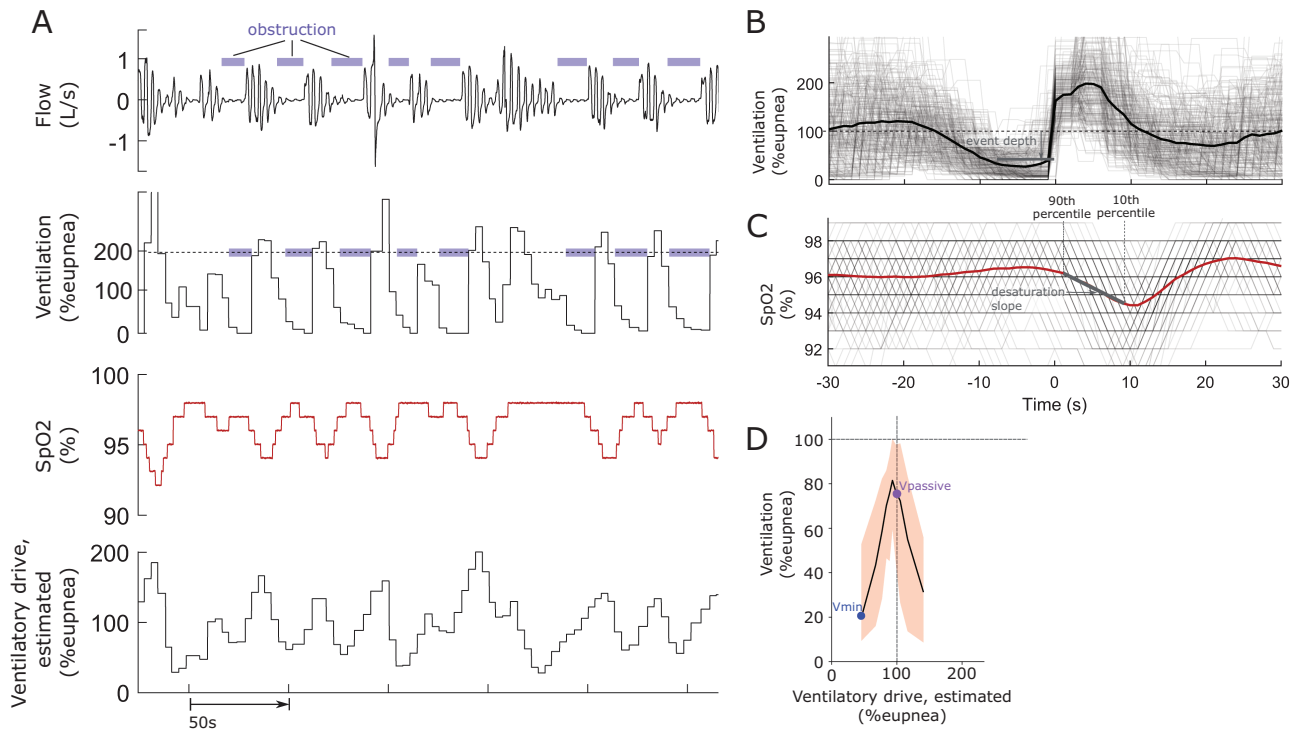 A
obstruction
1
0
-1
Flow
(L/s)
200
100
0
Ventilation
(%eupnea)
100
95
90
SpO2
(%)
200
100
0
Ventilatory drive,
estimated
(%eupnea)
50s
B
200
100
0
Ventilation
(%eupnea)
event depth
90th
percentile
10th
percentile
C
98
96
94
92
SpO2
(%)
desaturation
slope
-30
-20
-10
0
10
20
30
Time (s)
D
100
80
60
40
20
0
Ventilation
(%eupnea)
Vpassive
Vmin
0
100
200
Ventilatory drive, estimated
(%eupnea)